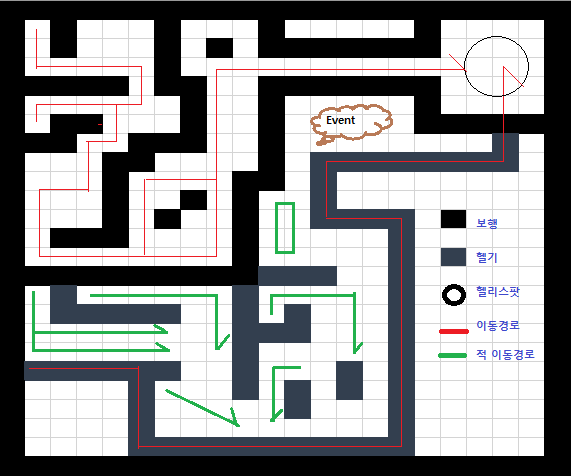 Event
보행
헬기
헬리스팟
이동경로
적 이동경로